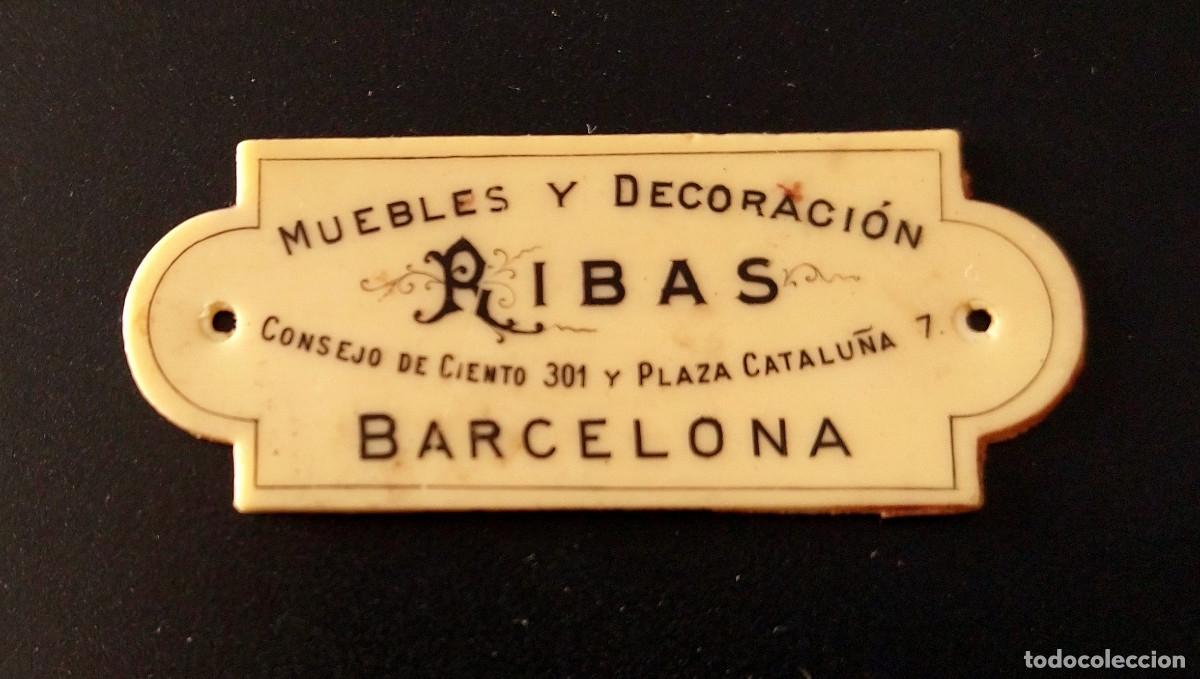 MUEBLES Y DECORACIÓN
RIBAS
CONSEJO DE CIENTO 301 Y PLAZA CATALUÑA 7.
BARCELONA
todocoleccion